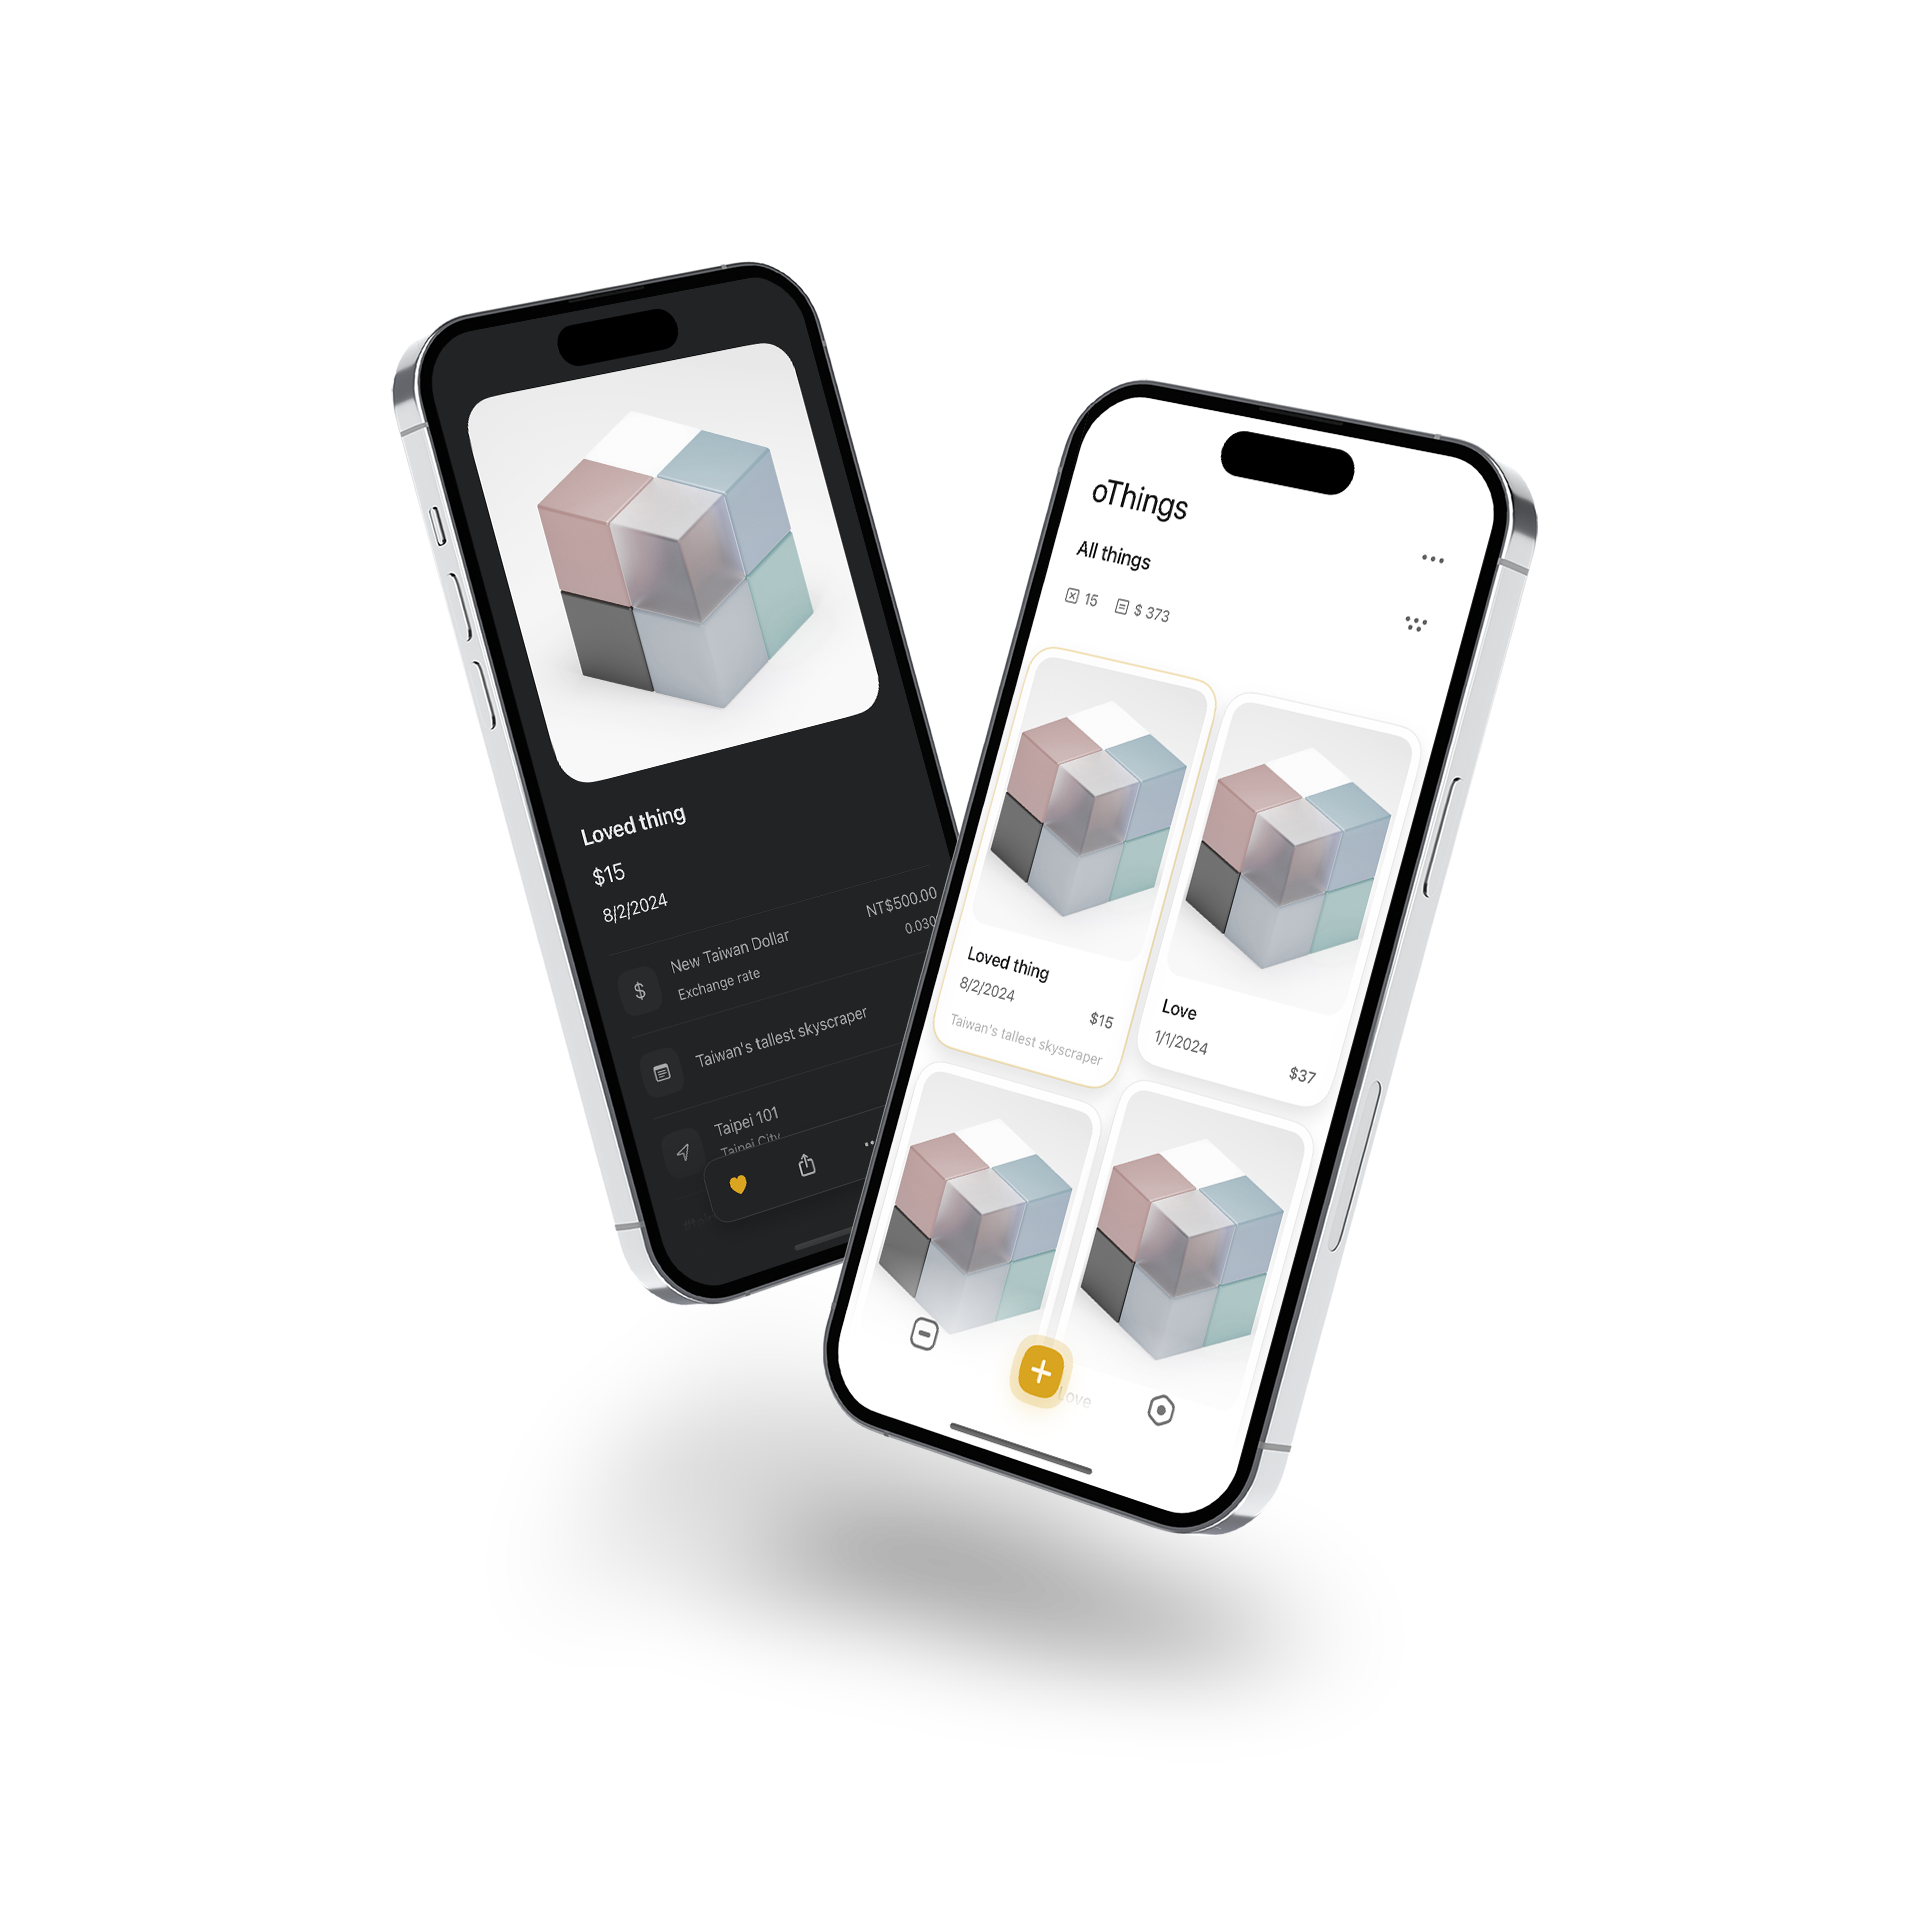 Loved thing
$15
8/2/2024
New Taiwan Dollar
NT$500.00
Exchange rate
0.030
Taiwan's tallest skyscraper
Taipei 101
Taipei City
oThings
All things
15
$ 373
Loved thing
8/2/2024
$15
Taiwan's tallest skyscraper
Love
1/1/2024
$37
Love